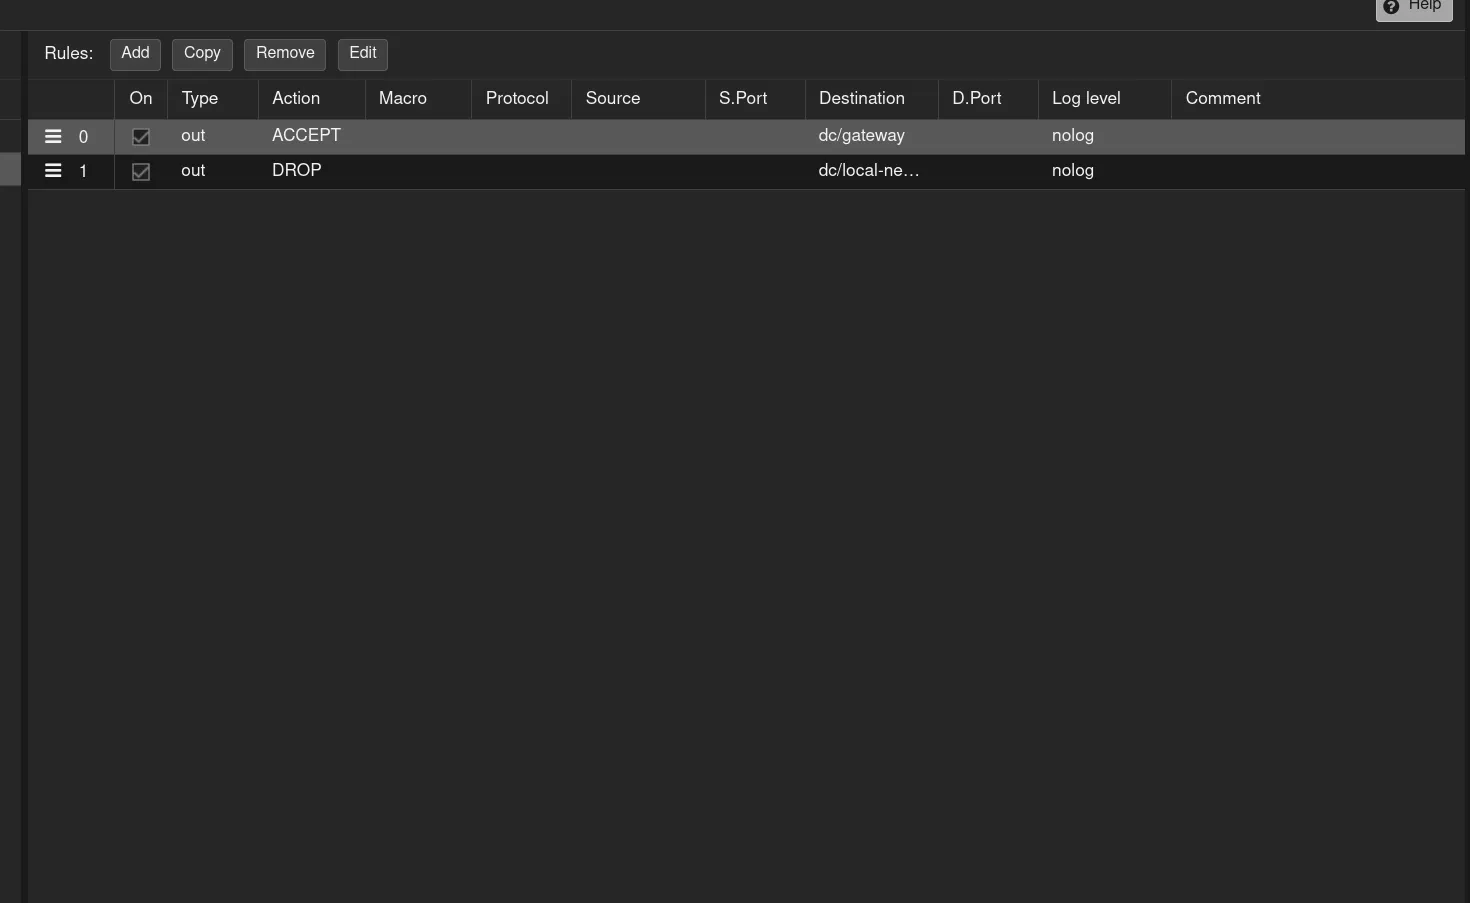 Help
Rules: Add Copy Remove Edit
On Type Action Macro Protocol Source S.Port Destination D.Port Log level Comment
0 out ACCEPT dc/gateway nolog
1 out DROP dc/local-ne… nolog